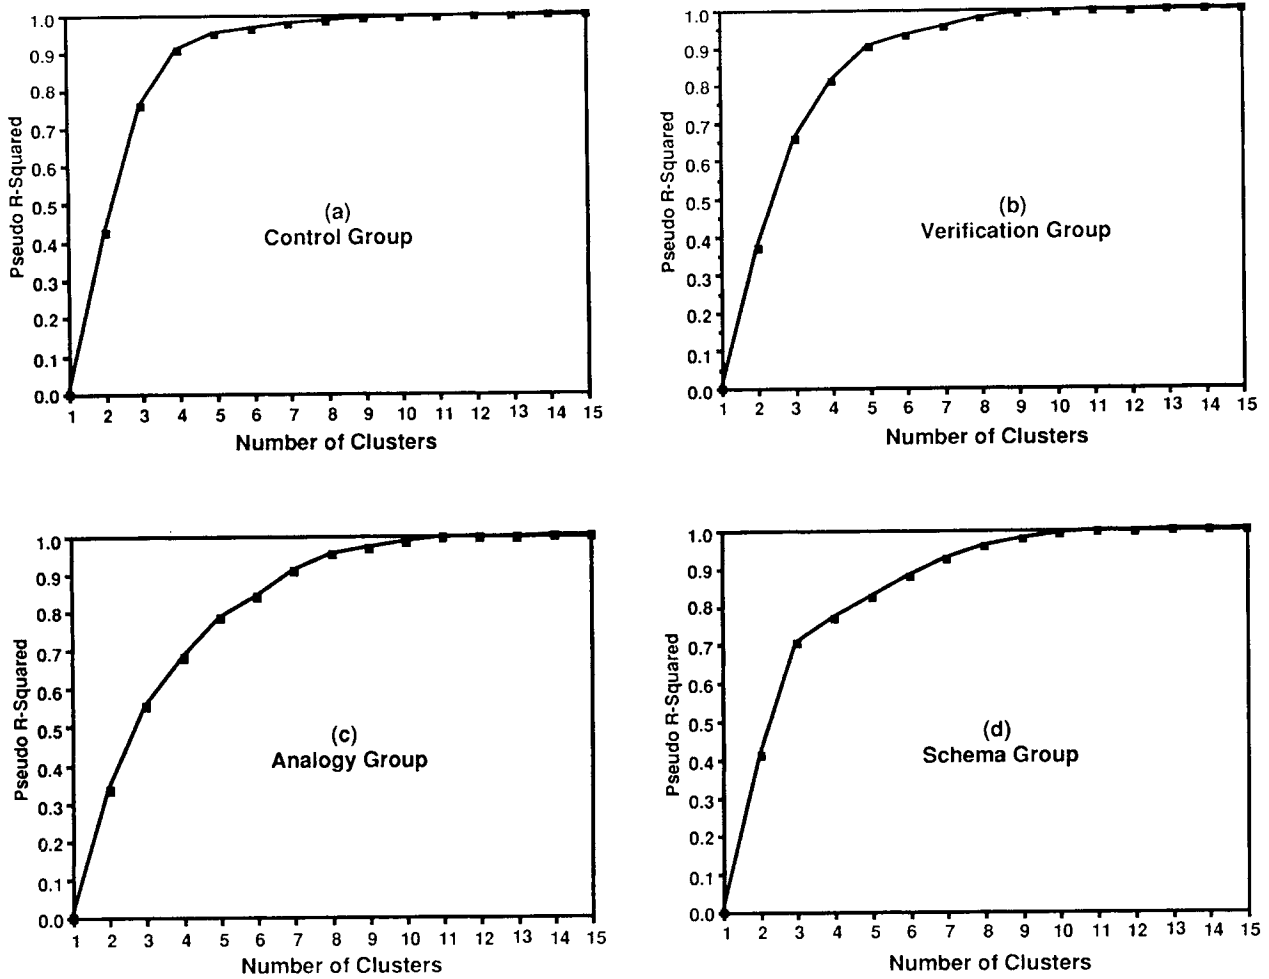 1.0
0.9
0.8
0.7
0.6
0.5
0.4
0.3
0.2
0.1
0.0
Pseudo R-Squared
(a)
Control Group
1 2 3 4 5 6 7 8 9 10 11 12 13 14 15
Number of Clusters
1.0
0.9
0.8
0.7
0.6
0.5
0.4
0.3
0.2
0.1
0.0
Pseudo R-Squared
(b)
Verification Group
1 2 3 4 5 6 7 8 9 10 11 12 13 14 15
Number of Clusters
1.0
0.9
0.8
0.7
0.6
0.5
0.4
0.3
0.2
0.1
0.0
Pseudo R-Squared
(c)
Analogy Group
1 2 3 4 5 6 7 8 9 10 11 12 13 14 15
Number of Clusters
1.0
0.9
0.8
0.7
0.6
0.5
0.4
0.3
0.2
0.1
0.0
Pseudo R-Squared
(d)
Schema Group
1 2 3 4 5 6 7 8 9 10 11 12 13 14 15
Number of Clusters